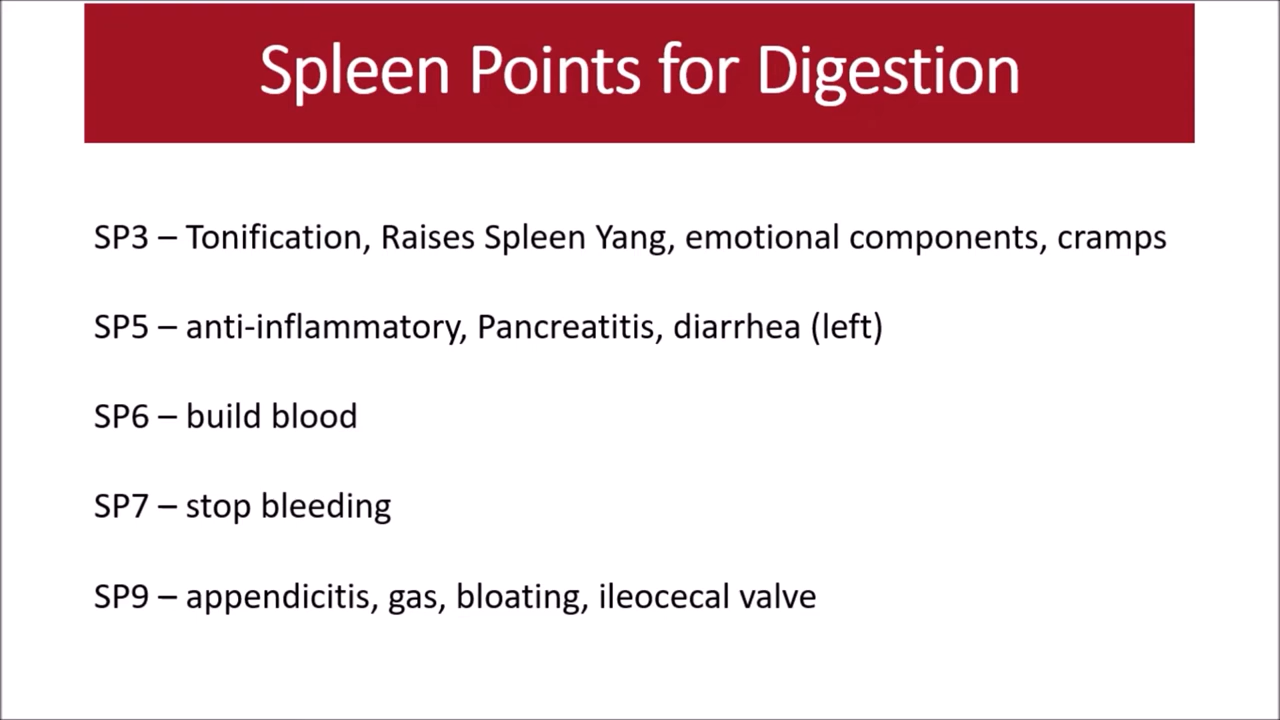 Spleen Points for Digestion
SP3 – Tonification, Raises Spleen Yang, emotional components, cramps
SP5 – anti-inflammatory, Pancreatitis, diarrhea (left)
SP6 – build blood
SP7 – stop bleeding
SP9 – appendicitis, gas, bloating, ileocecal valve